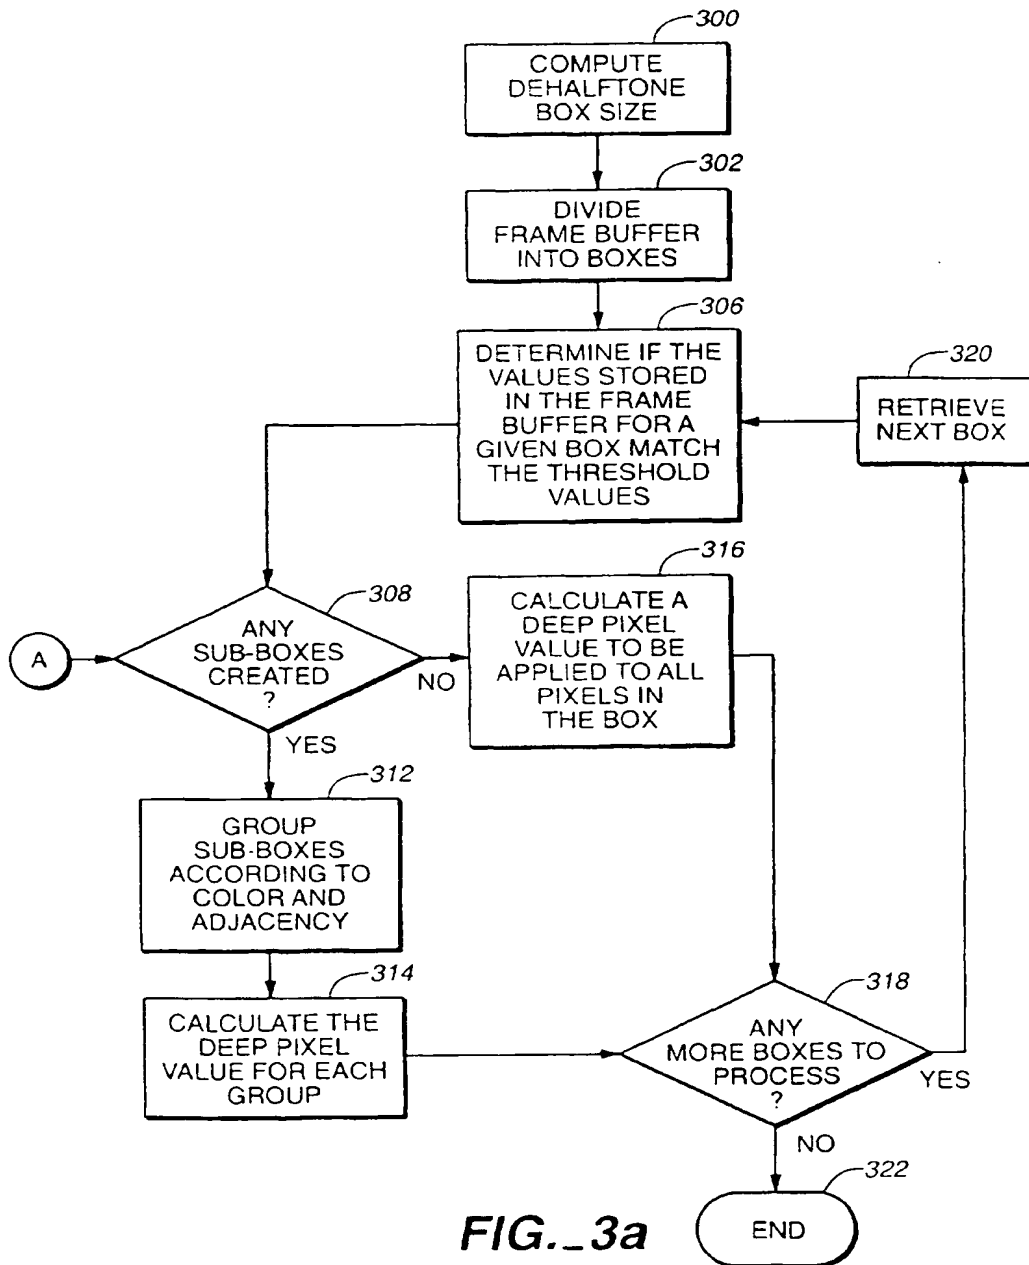 300
COMPUTE
DEHALFTONE
BOX SIZE
302
DIVIDE
FRAME BUFFER
INTO BOXES
306
DETERMINE IF THE
VALUES STORED
IN THE FRAME
BUFFER FOR A
GIVEN BOX MATCH
THE THRESHOLD
VALUES
320
RETRIEVE
NEXT BOX
A
308
ANY
SUB-BOXES
CREATED
?
NO
YES
316
CALCULATE A
DEEP PIXEL
VALUE TO BE
APPLIED TO ALL
PIXELS IN
THE BOX
312
GROUP
SUB-BOXES
ACCORDING TO
COLOR AND
ADJACENCY
314
CALCULATE THE
DEEP PIXEL
VALUE FOR EACH
GROUP
318
ANY
MORE BOXES TO
PROCESS
?
YES
NO
322
END
FIG._3a